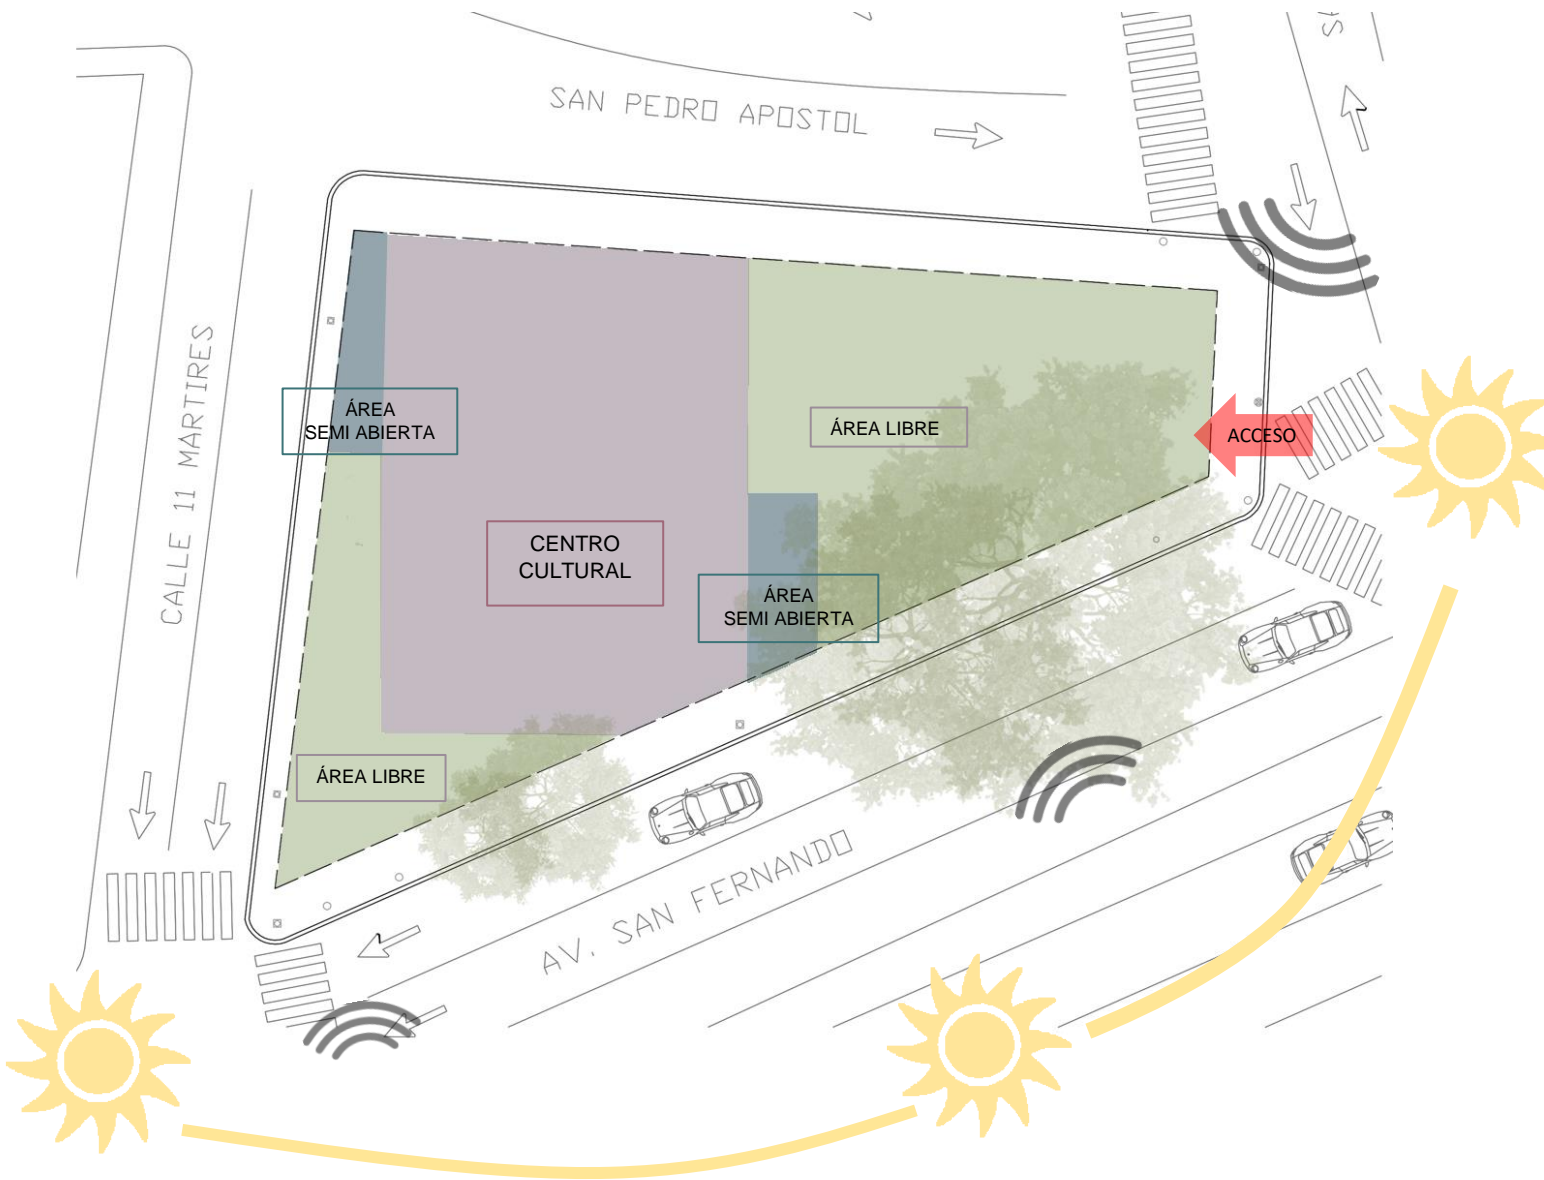 SAN PEDRO APOSTOL
CALLE 11 MARTIRES
ÁREA
SEMI ABIERTA
ÁREA LIBRE
ACCESO
CENTRO
CULTURAL
ÁREA
SEMI ABIERTA
ÁREA LIBRE
AV. SAN FERNANDO